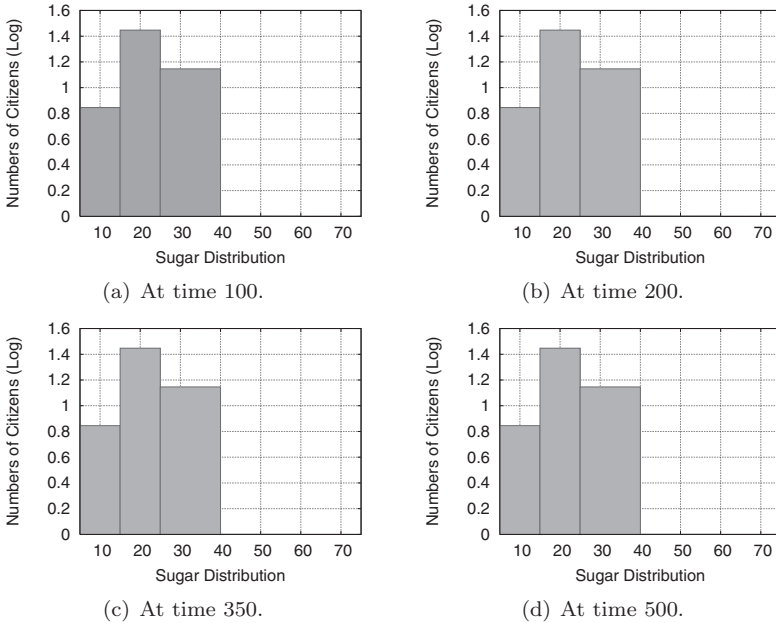 Numbers of Citizens (Log)
1.6
1.4
1.2
1
0.8
0.6
0.4
0.2
0
10 20 30 40 50 60 70
Sugar Distribution
(a) At time 100.
Numbers of Citizens (Log)
1.6
1.4
1.2
1
0.8
0.6
0.4
0.2
0
10 20 30 40 50 60 70
Sugar Distribution
(b) At time 200.
Numbers of Citizens (Log)
1.6
1.4
1.2
1
0.8
0.6
0.4
0.2
0
10 20 30 40 50 60 70
Sugar Distribution
(c) At time 350.
Numbers of Citizens (Log)
1.6
1.4
1.2
1
0.8
0.6
0.4
0.2
0
10 20 30 40 50 60 70
Sugar Distribution
(d) At time 500.